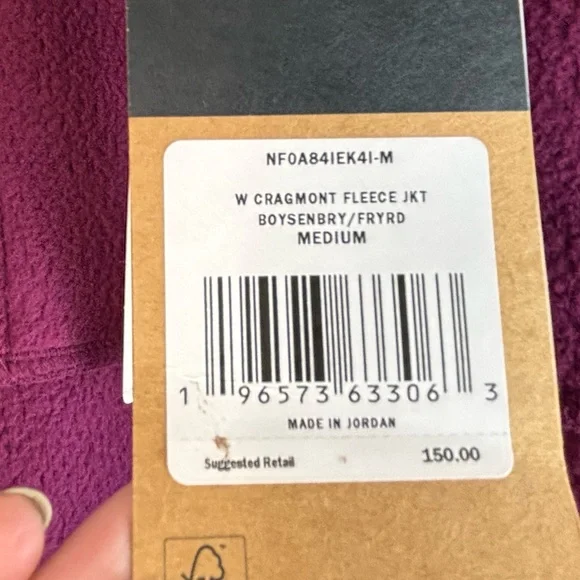 NF0A84IEK4I-M
W CRAGMONT FLEECE JKT
BOYSENBRY/FRYRD
MEDIUM
1 96573 63306 3
MADE IN JORDAN
Suggested Retail 150.00